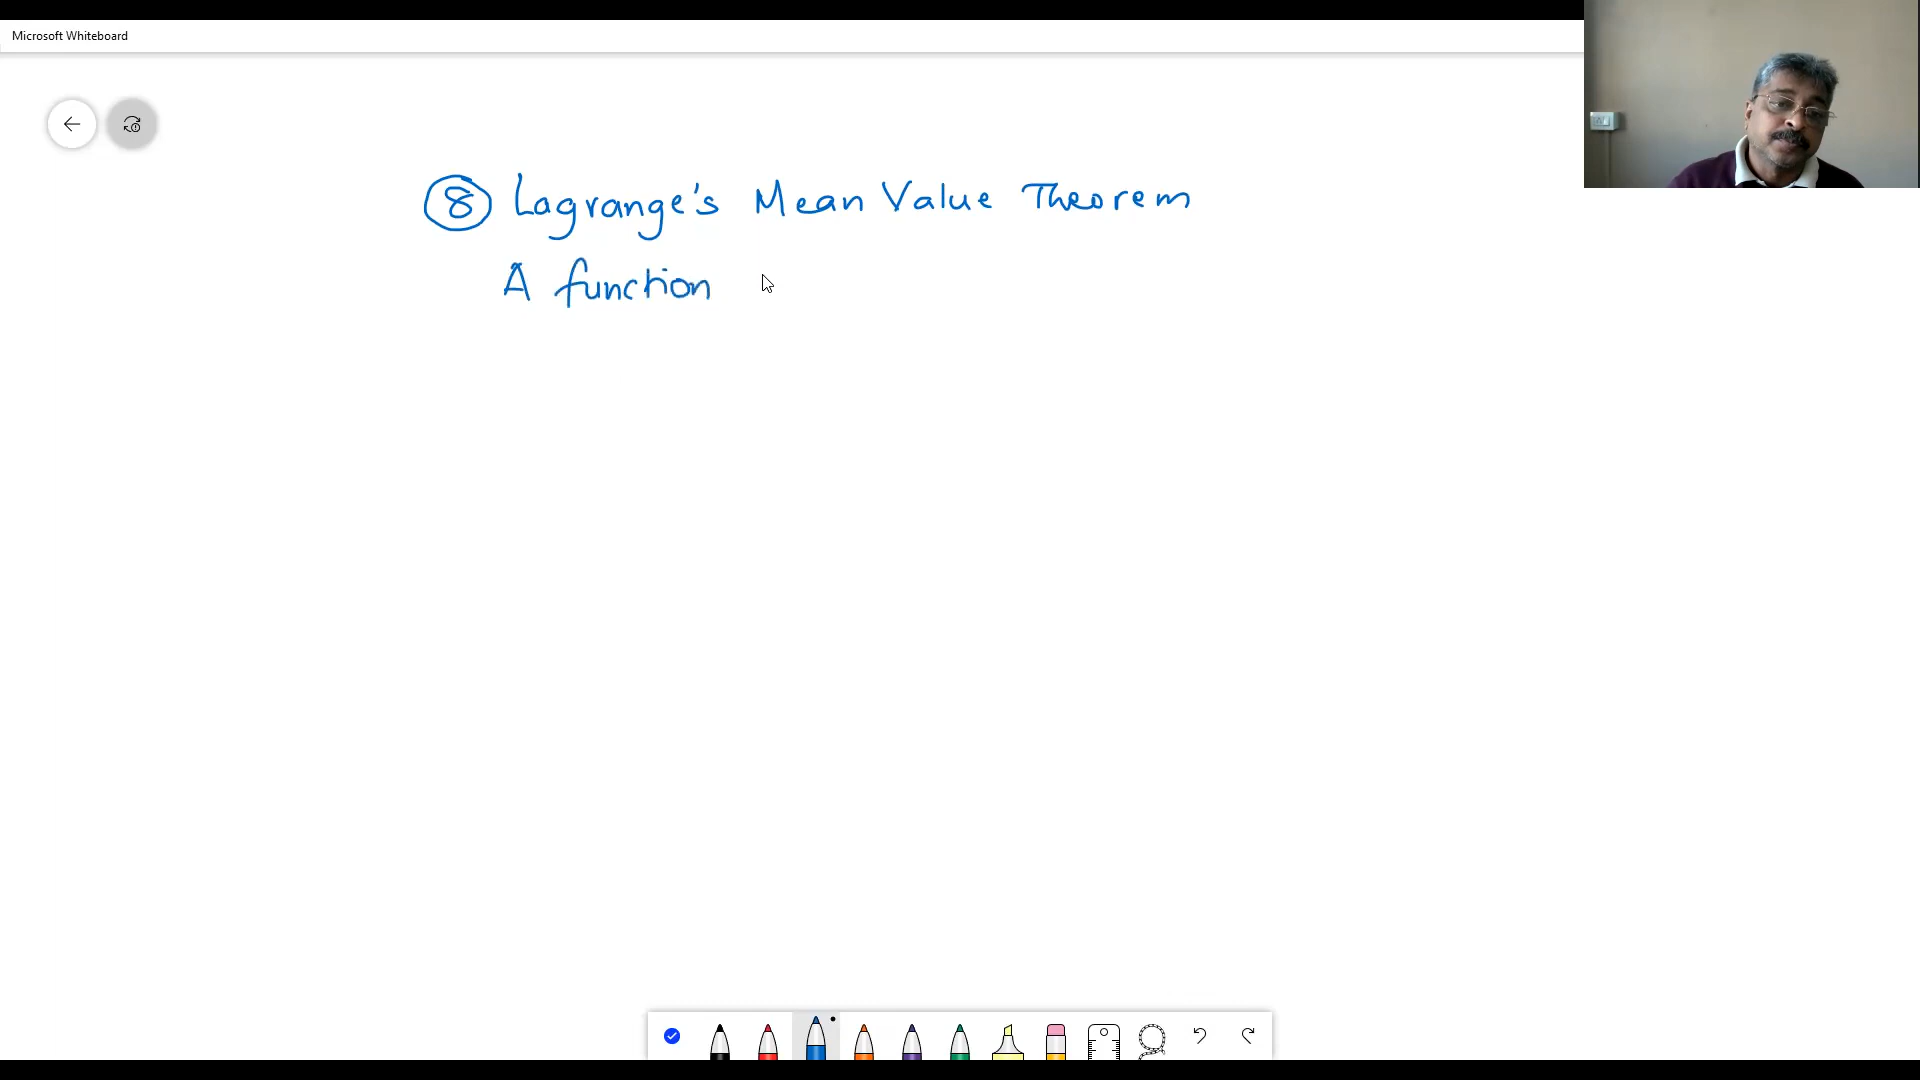 Microsoft Whiteboard
⑧ Lagrange's Mean Value Theorem
A function